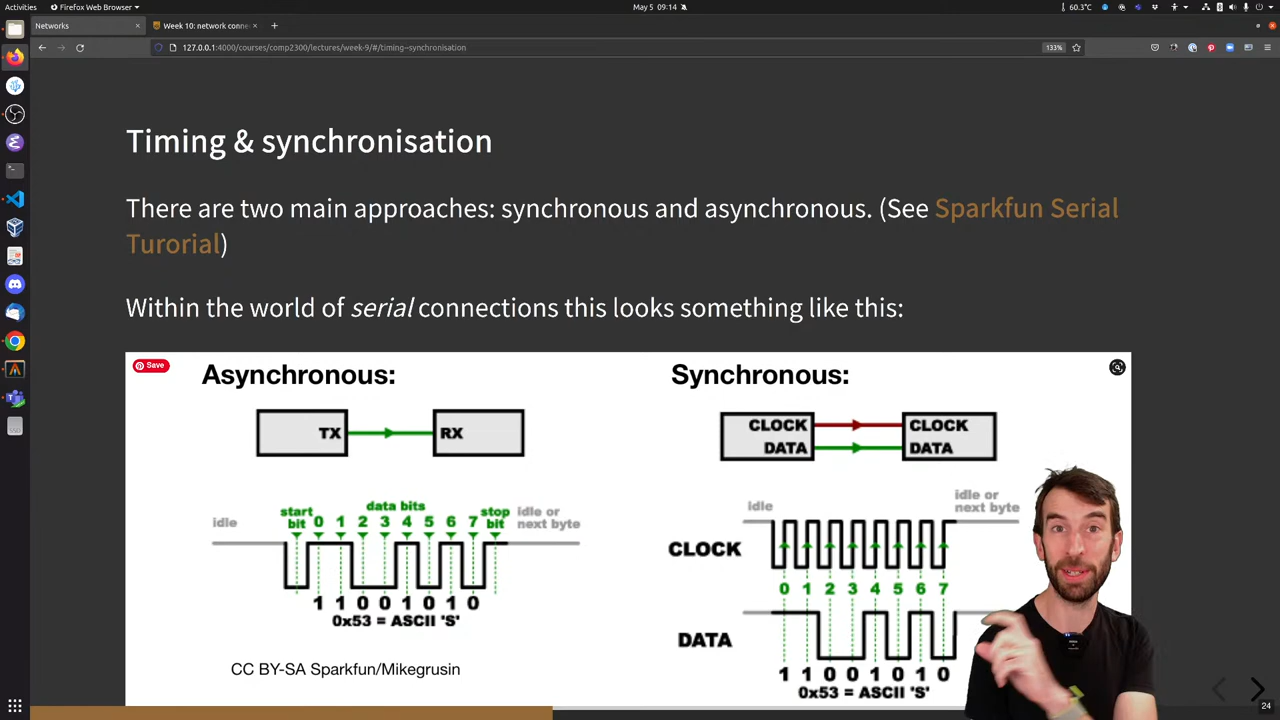 Activities
Firefox Web Browser
May 5 09:14
60.3°C
Networks
Week 10: network conne
127.0.0.1:4000/courses/comp2300/lectures/week-9/#/timing--synchronisation
133%
Timing & synchronisation
There are two main approaches: synchronous and asynchronous. (See Sparkfun Serial
Turorial)
Within the world of serial connections this looks something like this:
Save
Asynchronous:
TX
RX
idle
start
bit
data bits
0 1 2 3 4 5 6 7
stop
bit
idle or
next byte
1 1 0 0 1 0 1 0
0x53 = ASCII 'S'
CC BY-SA Sparkfun/Mikegrusin
Synchronous:
CLOCK
DATA
CLOCK
DATA
idle
idle or
next byte
CLOCK
0 1 2 3 4 5 6 7
DATA
1 1 0 0 1 0 1 0
0x53 = ASCII 'S'
24